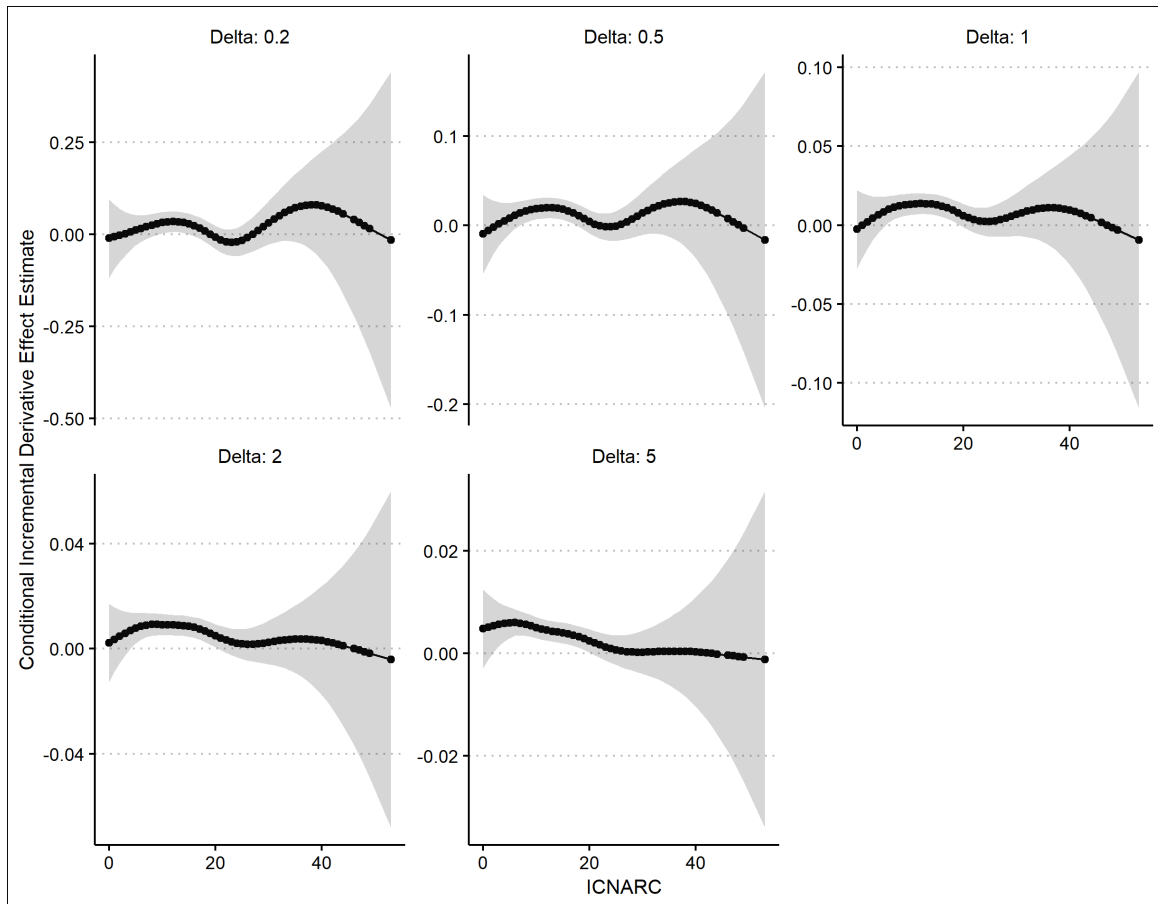 Delta: 0.2
Delta: 0.5
Delta: 1
0.25
0.00
-0.25
-0.50
0.1
0.0
-0.1
-0.2
0.10
0.05
0.00
-0.05
-0.10
0 20 40
Conditional Incremental Derivative Effect Estimate
Delta: 2
Delta: 5
0.04
0.00
-0.04
0 20 40
0.02
0.00
-0.02
0 20 40
ICNARC